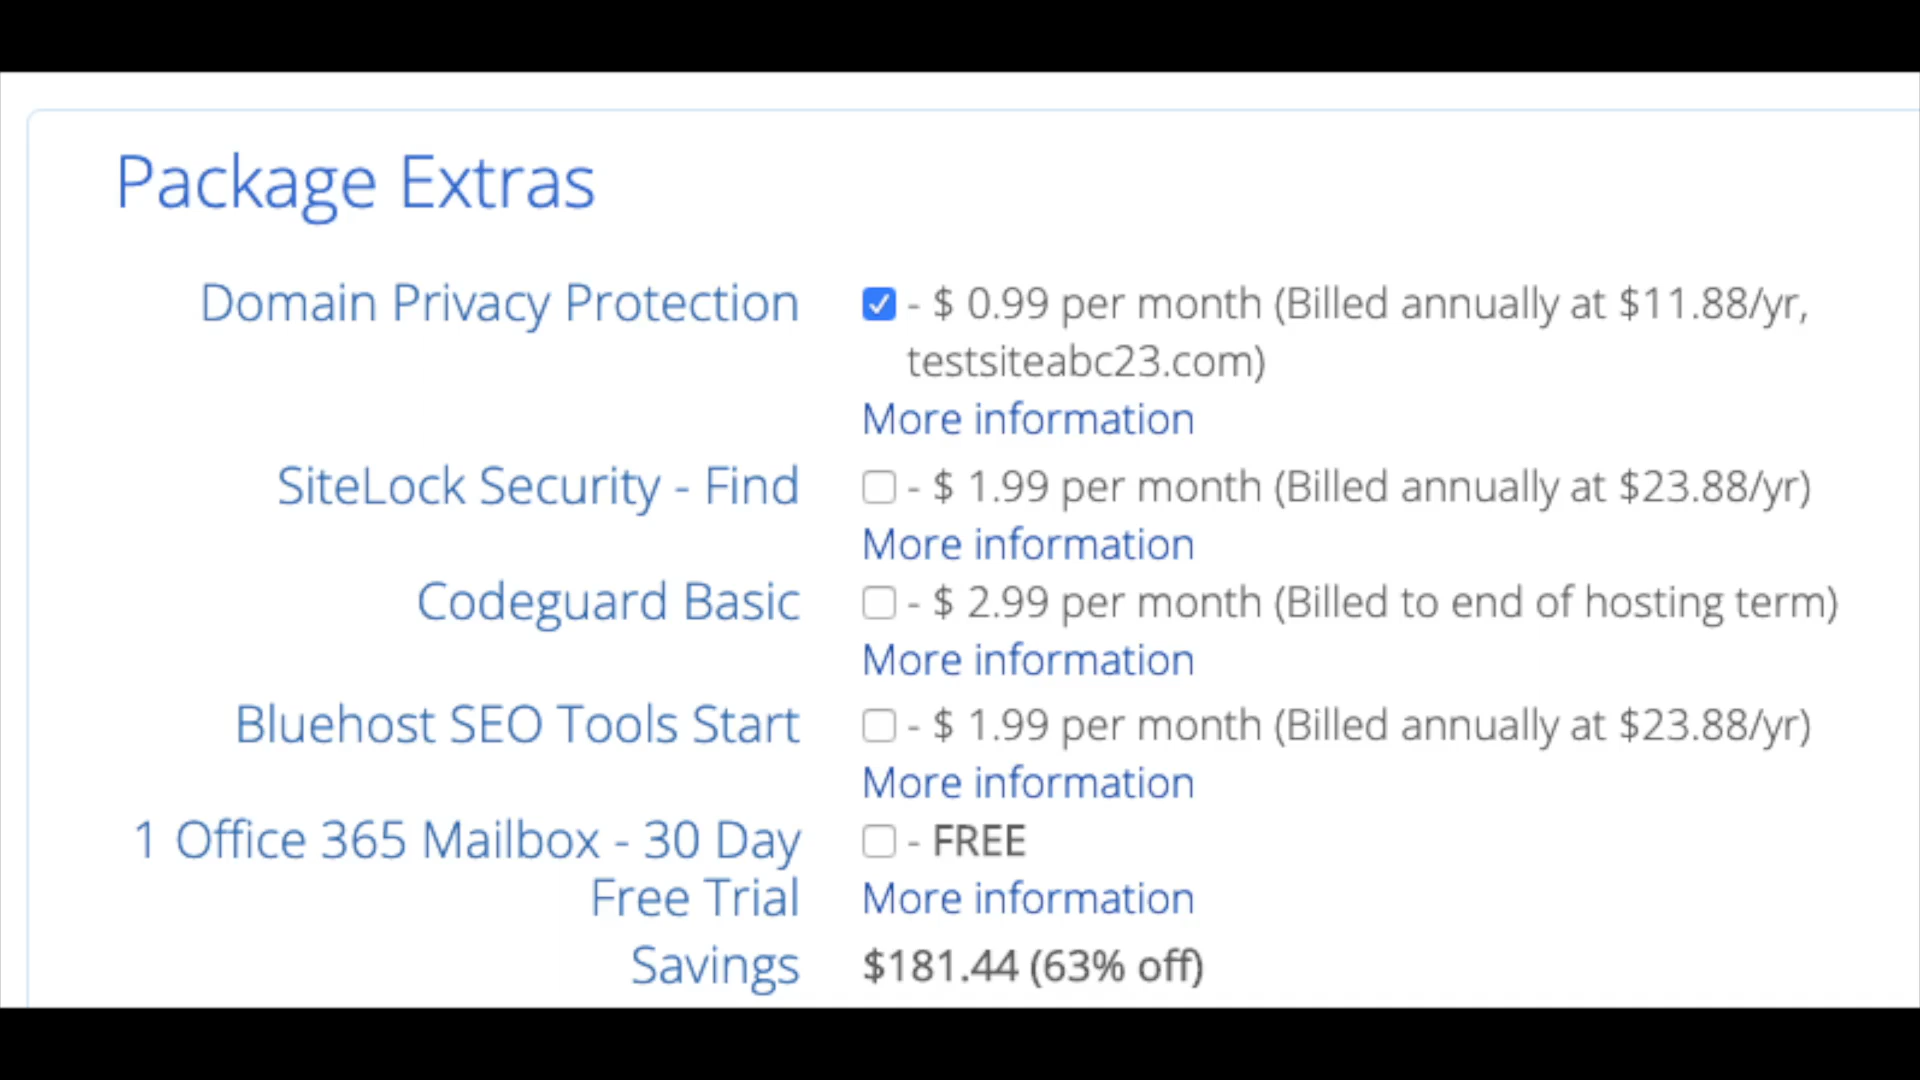 Package Extras
Domain Privacy Protection - $ 0.99 per month (Billed annually at $11.88/yr,
testsiteabc23.com)
More information
SiteLock Security - Find - $ 1.99 per month (Billed annually at $23.88/yr)
More information
Codeguard Basic - $ 2.99 per month (Billed to end of hosting term)
More information
Bluehost SEO Tools Start - $ 1.99 per month (Billed annually at $23.88/yr)
More information
1 Office 365 Mailbox - 30 Day - FREE
Free Trial More information
Savings $181.44 (63% off)